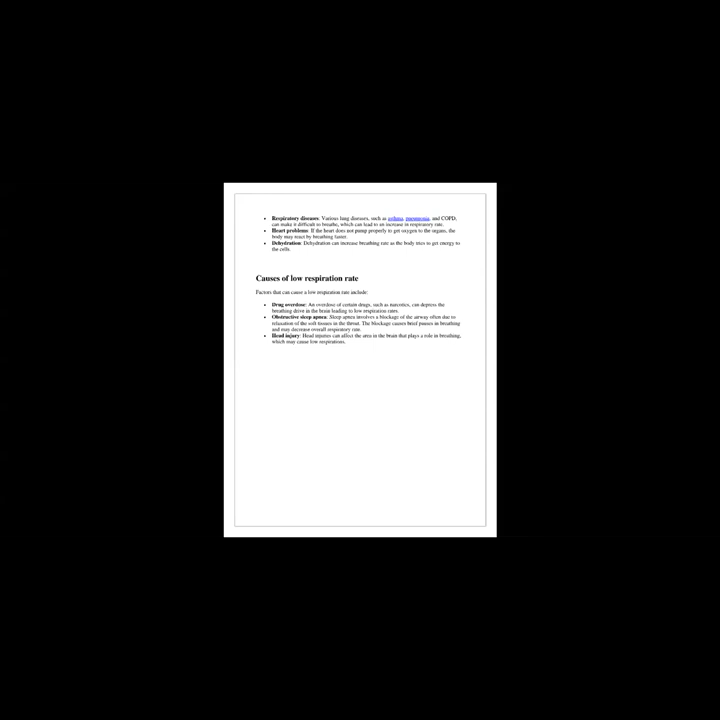 • Respiratory diseases: Various lung diseases, such as asthma, pneumonia, and COPD,
can make it difficult to breathe, which can lead to an increase in respiratory rate.
• Heart problems: If the heart does not pump properly to get oxygen to the organs, the
body may react by breathing faster.
• Dehydration: Dehydration can increase breathing rate as the body tries to get energy to
the cells.
Causes of low respiration rate
Factors that can cause a low respiration rate include:
• Drug overdose: An overdose of certain drugs, such as narcotics, can depress the
breathing drive in the brain leading to low respiration rates.
• Obstructive sleep apnea: Sleep apnea involves a blockage of the airway often due to
relaxation of the soft tissues in the throat. The blockage causes brief pauses in breathing
and may decrease overall respiratory rate.
• Head injury: Head injuries can affect the area in the brain that plays a role in breathing,
which may cause low respirations.